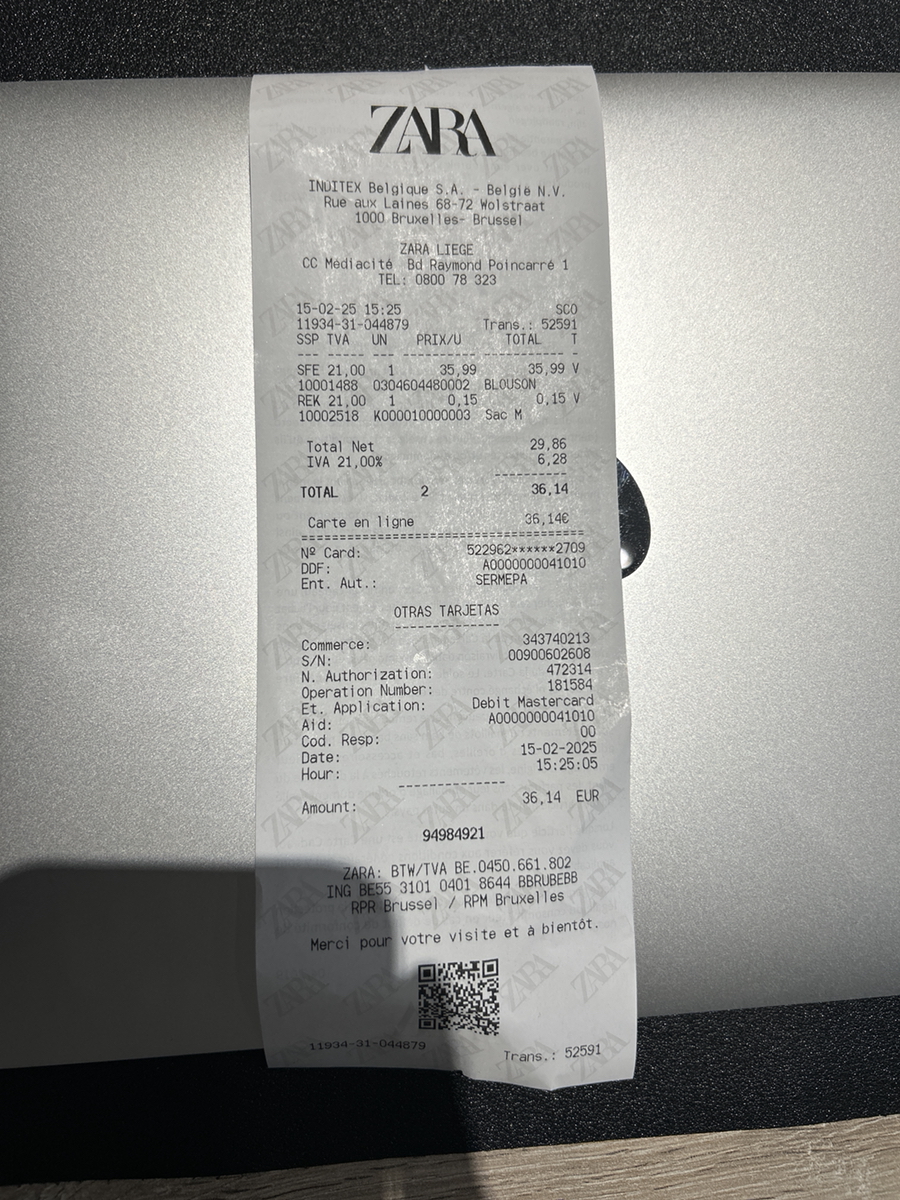 ZARA
INDITEX Belgique S.A. - België N.V.
Rue aux Laines 68-72 Wolstraat
1000 Bruxelles- Brussel
ZARA LIEGE
CC Mediacité Bd Raymond Poincarré 1
TEL: 0800 78 323
15-02-25 15:25 SCO
11934-31-044879 Trans.: 52591
SSP TVA UN PRIX/U TOTAL T
--- ----- --- ---------- ----------- -
SFE 21,00 1 35,99 35,99 V
10001488 0304604480002 BLOUSON
REK 21,00 1 0,15 0,15 V
10002518 K000010000003 Sac M
Total Net 29,86
IVA 21,00% 6,28
----------
TOTAL 2 36,14
Carte en ligne 36,14€
======================================
Nº Card: 522962******2709
DDF: A0000000041010
Ent. Aut.: SERMEPA
OTRAS TARJETAS
--------------
Commerce: 343740213
S/N: 00900602608
N. Authorization: 472314
Operation Number: 181584
Et. Application: Debit Mastercard
Aid: A0000000041010
Cod. Resp: 00
Date: 15-02-2025
Hour: 15:25:05
--------------
Amount: 36,14 EUR
94984921
ZARA: BTW/TVA BE.0450.661.802
ING BE55 3101 0401 8644 BBRUBEBB
RPR Brussel / RPM Bruxelles
Merci pour votre visite et à bientôt.
11934-31-044879 Trans.: 52591